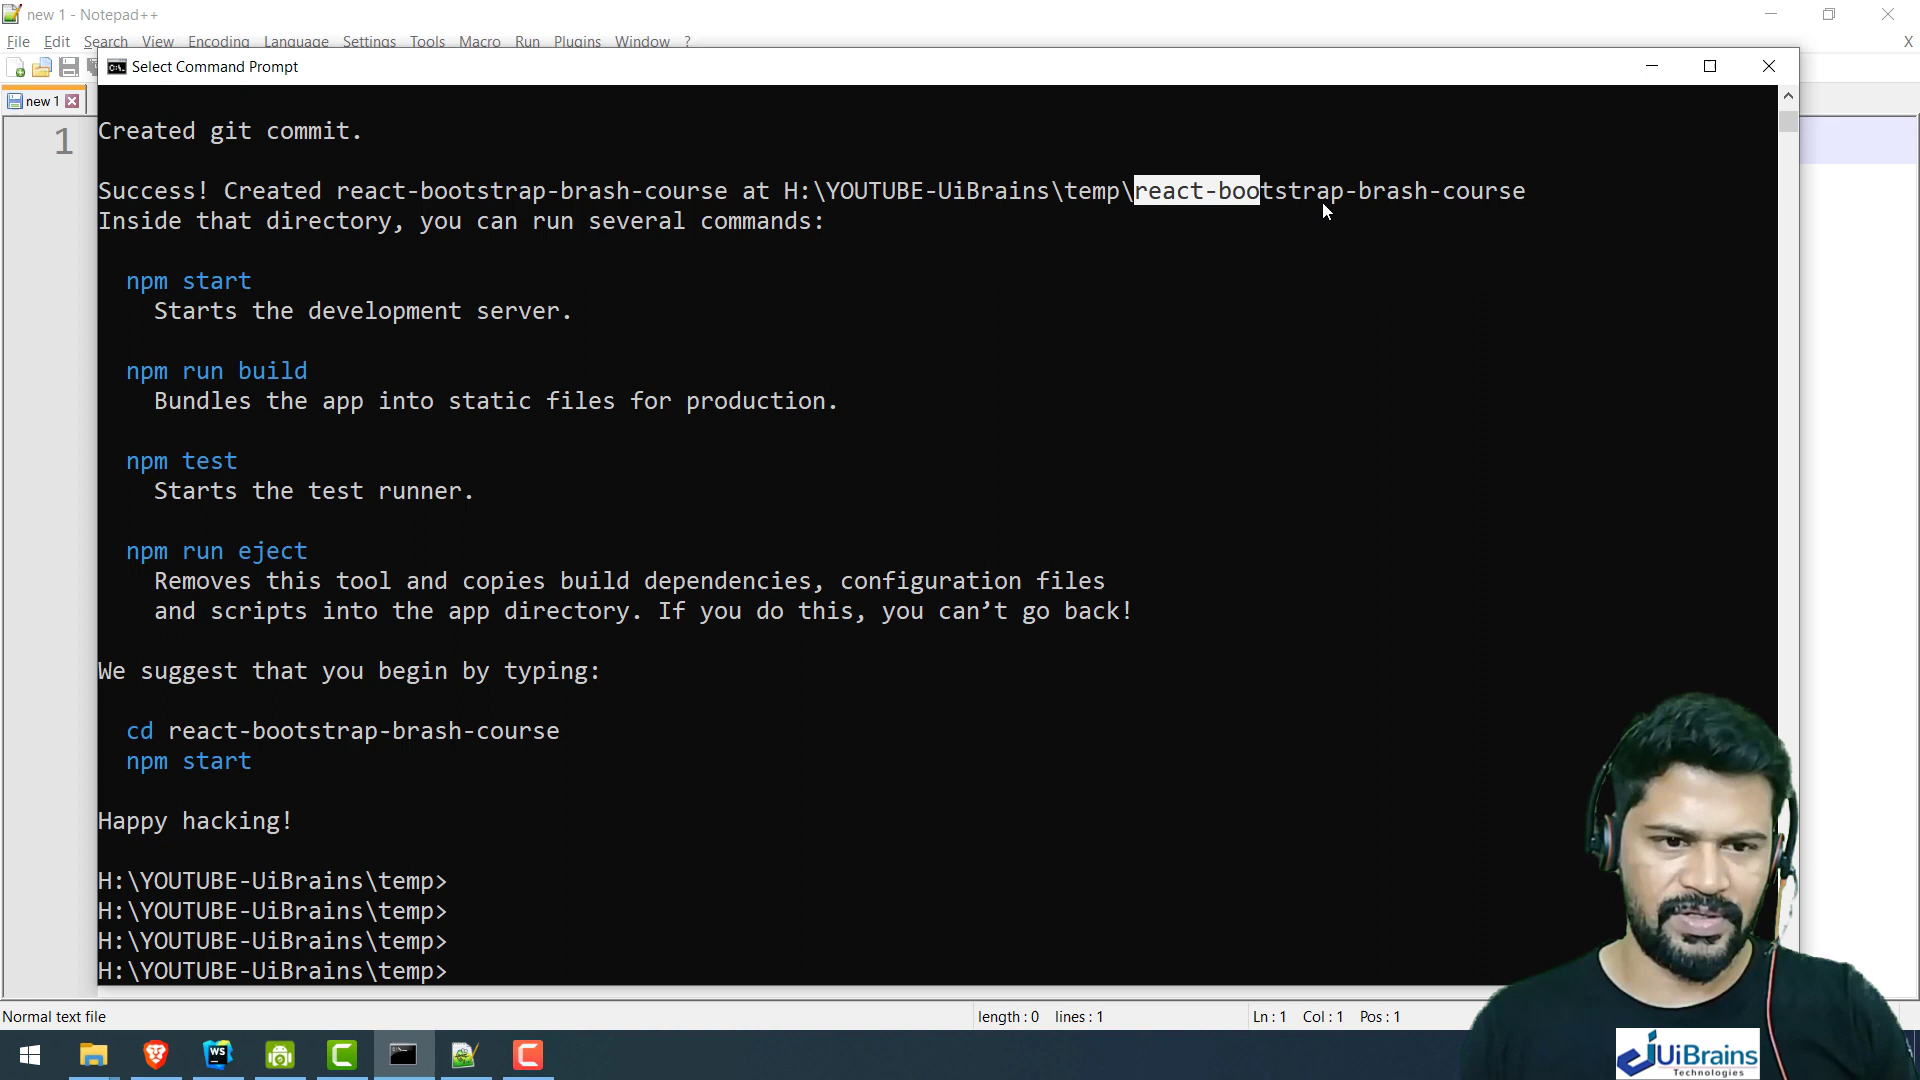 new 1 - Notepad++
File Edit Search View Encoding Language Settings Tools Macro Run Plugins Window ?
X
Select Command Prompt
new 1
1
Created git commit.
Success! Created react-bootstrap-brash-course at H:\YOUTUBE-UiBrains\temp\react-bootstrap-brash-course
Inside that directory, you can run several commands:
npm start
Starts the development server.
npm run build
Bundles the app into static files for production.
npm test
Starts the test runner.
npm run eject
Removes this tool and copies build dependencies, configuration files
and scripts into the app directory. If you do this, you can’t go back!
We suggest that you begin by typing:
cd react-bootstrap-brash-course
npm start
Happy hacking!
H:\YOUTUBE-UiBrains\temp>
H:\YOUTUBE-UiBrains\temp>
H:\YOUTUBE-UiBrains\temp>
H:\YOUTUBE-UiBrains\temp>
Normal text file length : 0 lines : 1 Ln : 1 Col : 1 Pos : 1
WS
UiBrains
Technologies